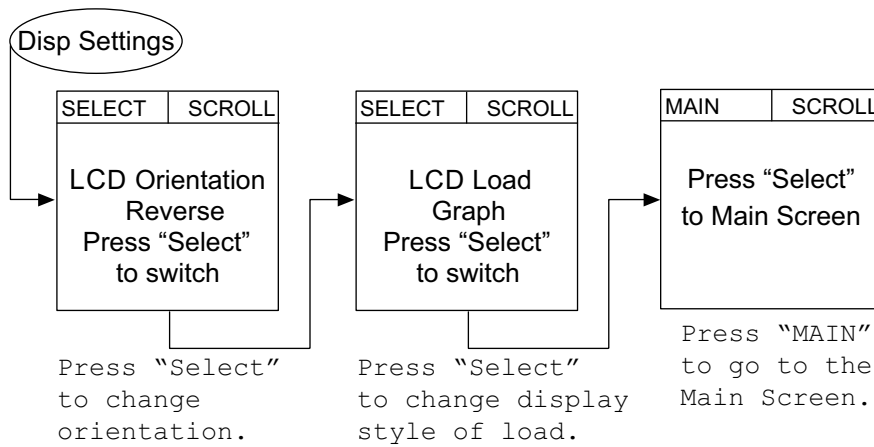 Disp Settings
SELECT SCROLL
LCD Orientation
Reverse
Press “Select”
to switch
Press “Select”
to change
orientation.
SELECT SCROLL
LCD Load
Graph
Press “Select”
to switch
Press “Select”
to change display
style of load.
MAIN SCROLL
Press “Select”
to Main Screen
Press “MAIN”
to go to the
Main Screen.